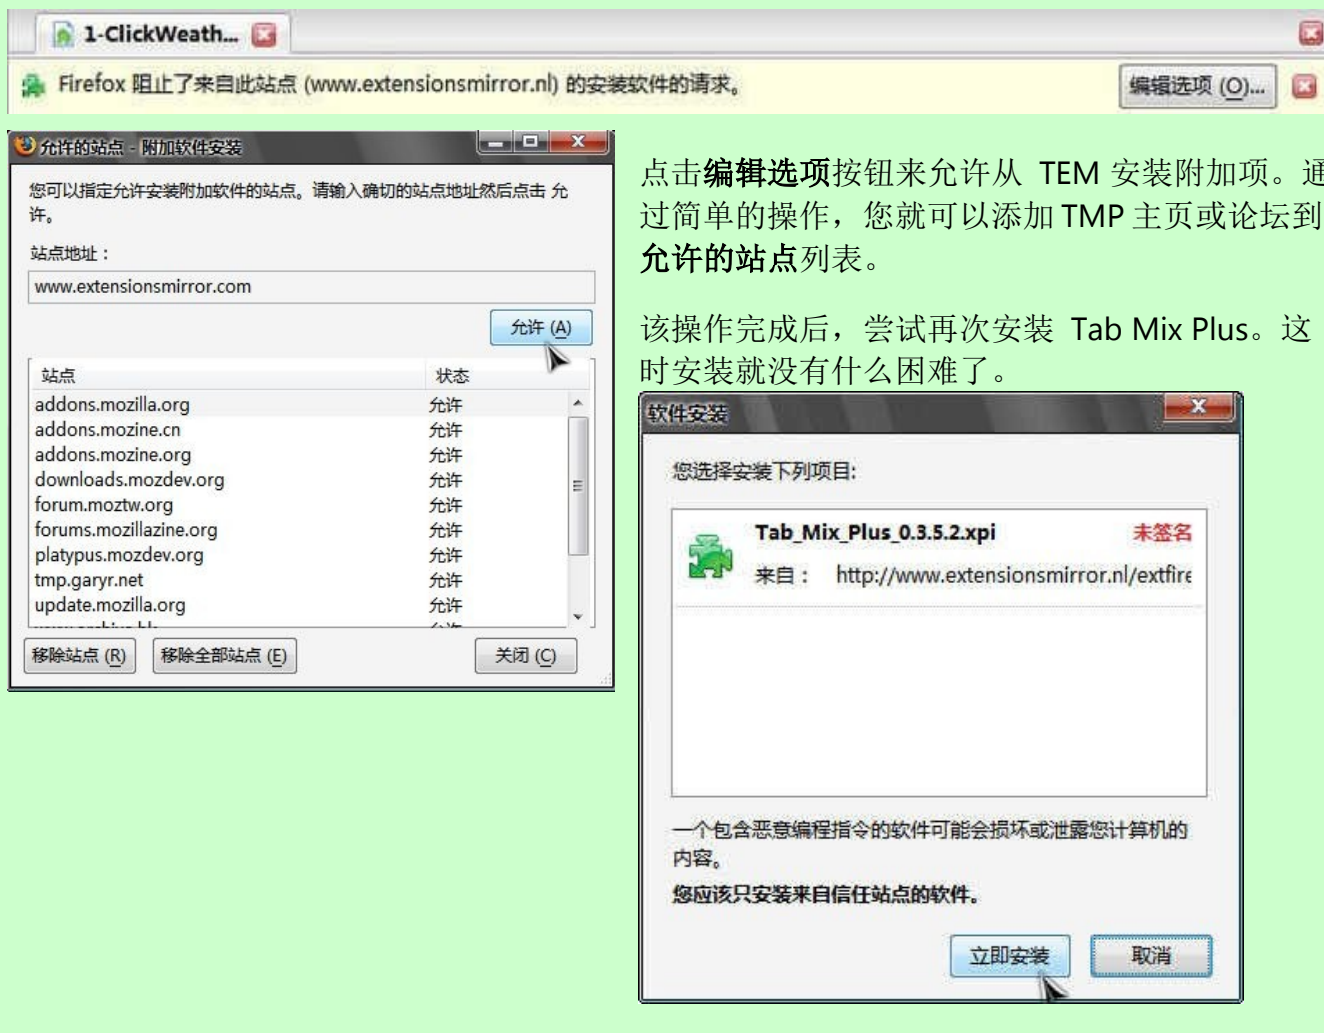 1-ClickWeath...
Firefox 阻止了来自此站点 (www.extensionsmirror.nl) 的安装软件的请求。
编辑选项 (O)...
允许的站点 - 附加软件安装
您可以指定允许安装附加软件的站点。请输入确切的站点地址然后点击 允
许。
站点地址：
www.extensionsmirror.com
允许 (A)
站点 状态
addons.mozilla.org 允许
addons.mozine.cn 允许
addons.mozine.org 允许
downloads.mozdev.org 允许
forum.moztw.org 允许
forums.mozillazine.org 允许
platypus.mozdev.org 允许
tmp.garyr.net 允许
update.mozilla.org 允许
移除站点 (R)
移除全部站点 (E)
关闭 (C)
点击编辑选项按钮来允许从 TEM 安装附加项。通
过简单的操作，您就可以添加 TMP 主页或论坛到
允许的站点列表。
该操作完成后，尝试再次安装 Tab Mix Plus。这
时安装就没有什么困难了。
软件安装
您选择安装下列项目:
Tab_Mix_Plus_0.3.5.2.xpi 未签名
来自： http://www.extensionsmirror.nl/extfire
一个包含恶意编程指令的软件可能会损坏或泄露您计算机的
内容。
您应该只安装来自信任站点的软件。
立即安装
取消